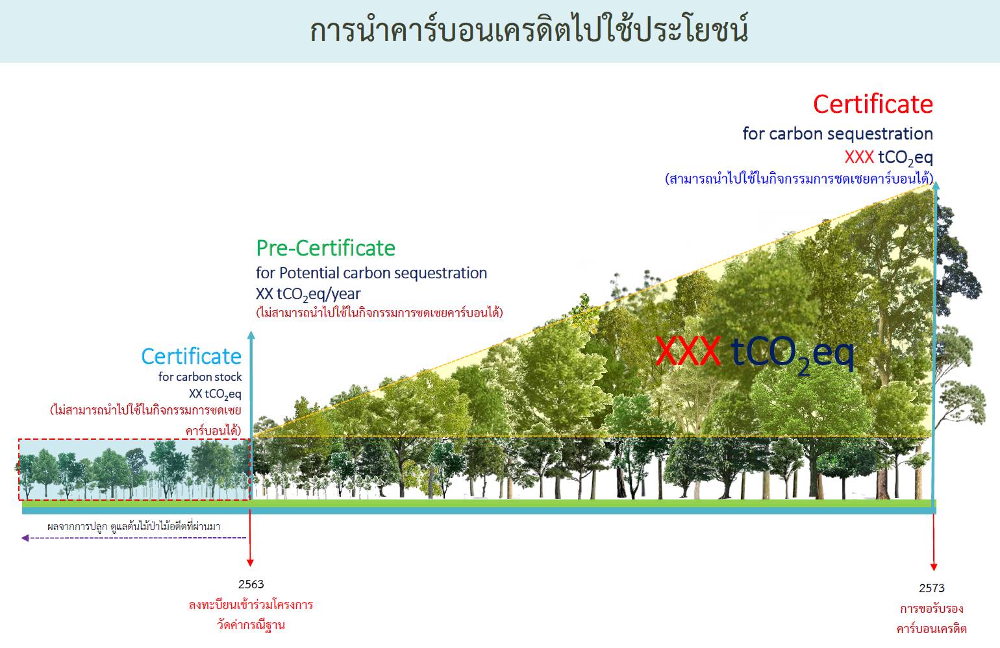 การนำคาร์บอนเครดิตไปใช้ประโยชน์
Certificate
for carbon sequestration
XXX tCO₂eq
(สามารถนำไปใช้ในกิจกรรมการชดเชยคาร์บอนได้)
Pre-Certificate
for Potential carbon sequestration
XX tCO₂eq/year
(ไม่สามารถนำไปใช้ในกิจกรรมการชดเชยคาร์บอนได้)
Certificate
for carbon stock
XX tCO₂eq
(ไม่สามารถนำไปใช้ในกิจกรรมการชดเชย
คาร์บอนได้)
XXX tCO₂eq
ผลจากการปลูก ดูแลต้นไม้ป่าไม้อดีตที่ผ่านมา
2563
ลงทะบียนเข้าร่วมโครงการ
วัดค่ากรณีฐาน
2573
การขอรับรอง
คาร์บอนเครดิต